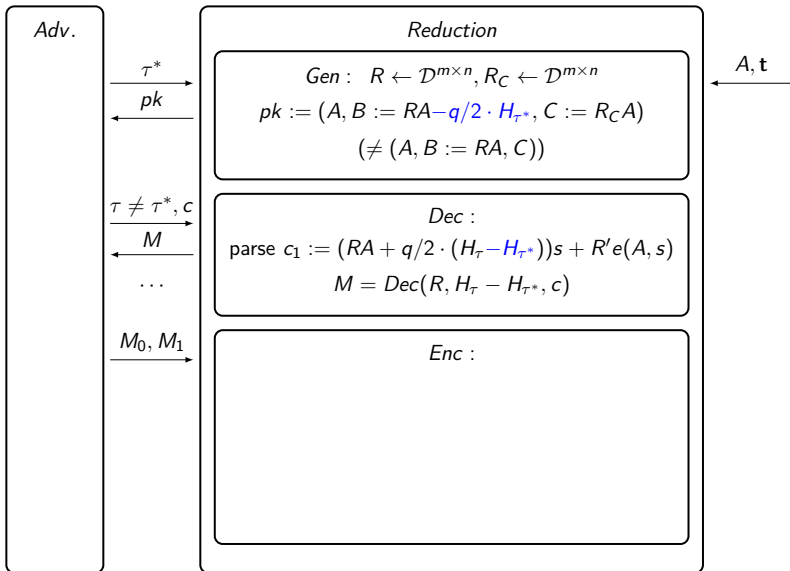 Adv.
Reduction
τ*
pk
A, t
Gen : R ← D^{m×n}, R_C ← D^{m×n}
pk := (A, B := RA−q/2 · H_{τ*}, C := R_C A)
(≠ (A, B := RA, C))
τ ≠ τ*, c
M
...
Dec :
parse c_1 := (RA + q/2 · (H_τ−H_{τ*}))s + R′e(A, s)
M = Dec(R, H_τ − H_{τ*}, c)
M_0, M_1
Enc :